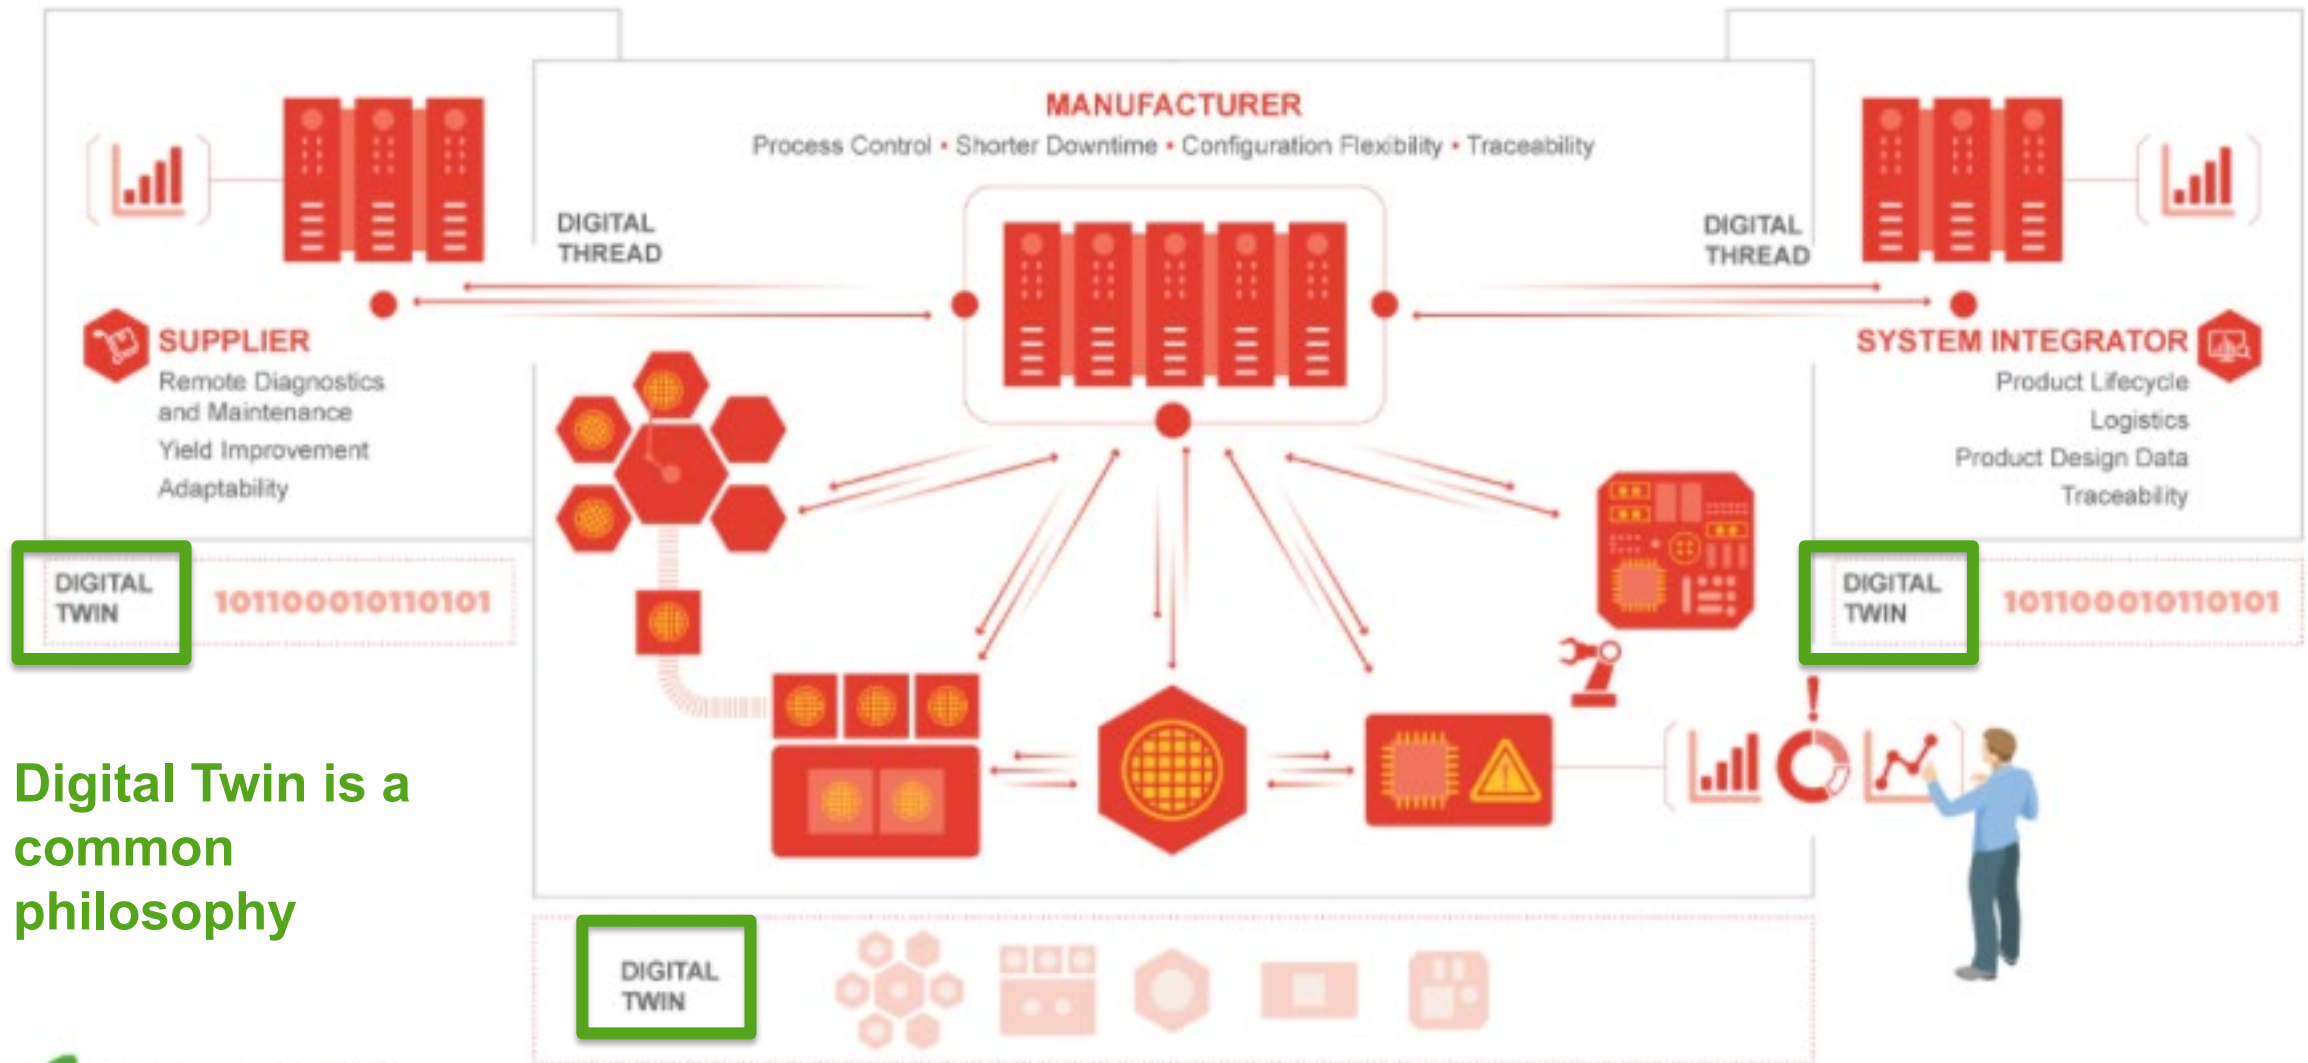 MANUFACTURER
Process Control • Shorter Downtime • Configuration Flexibility • Traceability
DIGITAL
THREAD
DIGITAL
THREAD
SUPPLIER
Remote Diagnostics
and Maintenance
Yield Improvement
Adaptability
SYSTEM INTEGRATOR
Product Lifecycle
Logistics
Product Design Data
Traceability
DIGITAL
TWIN
101100010110101
DIGITAL
TWIN
101100010110101
Digital Twin is a
common
philosophy
DIGITAL
TWIN